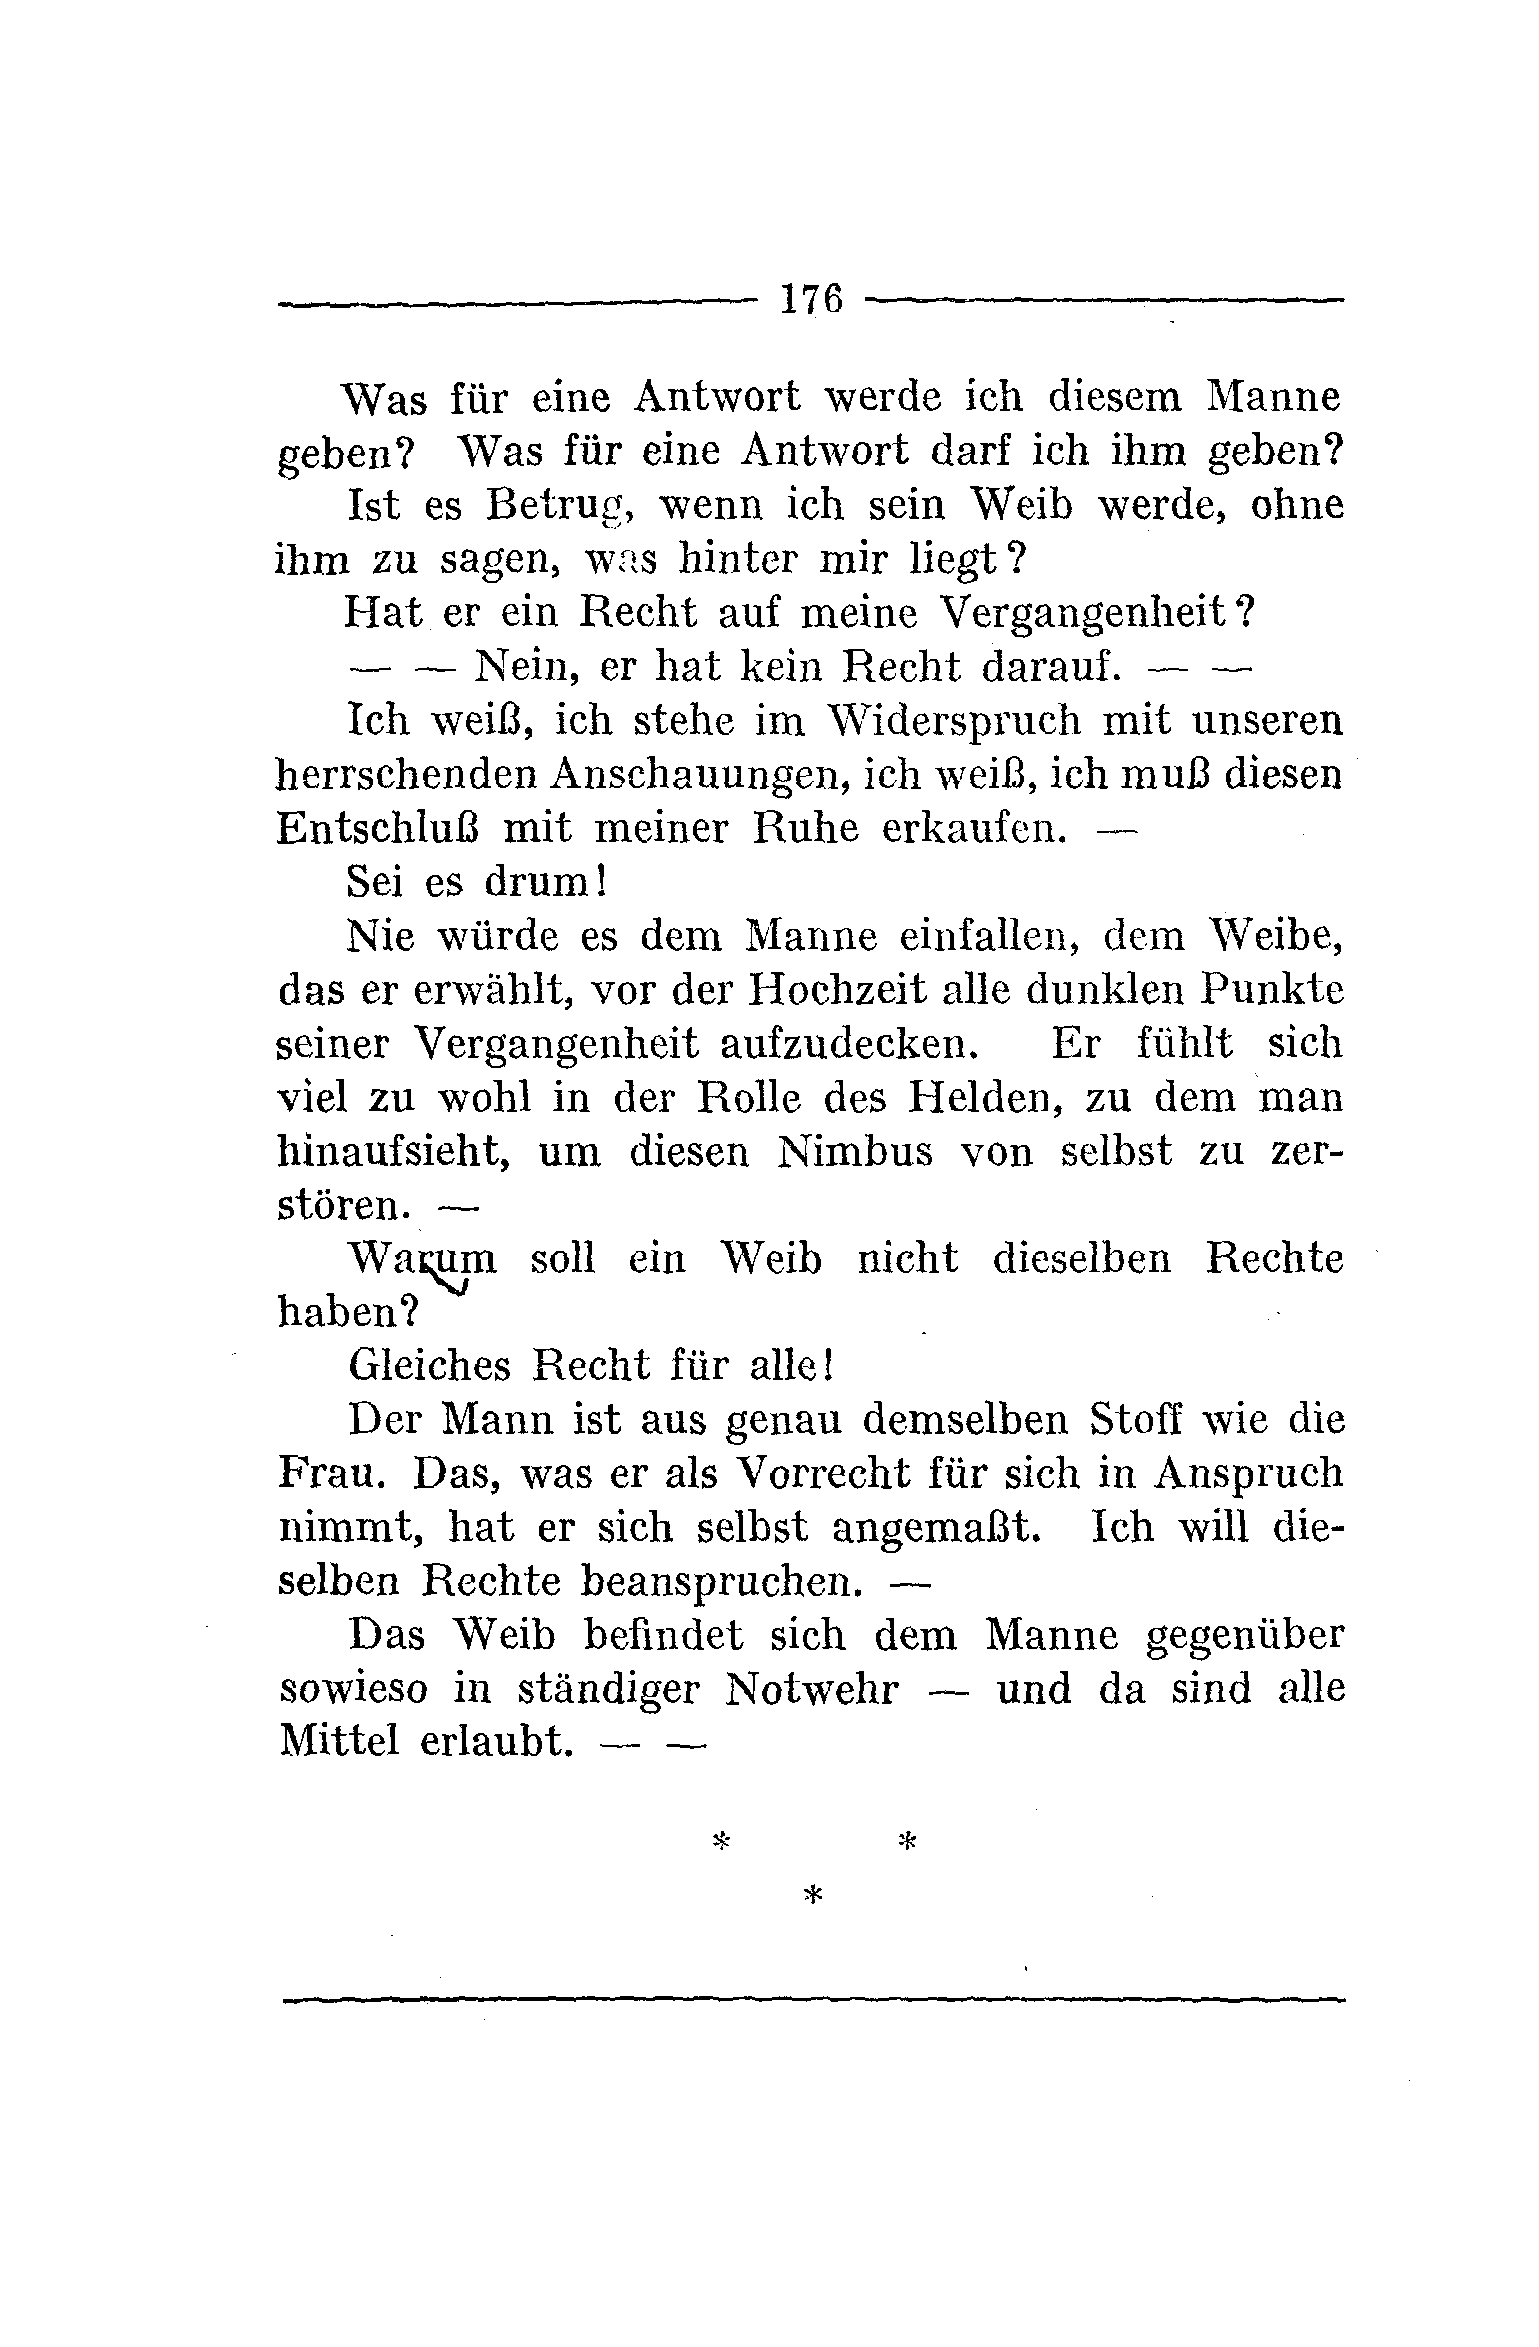 176
Was für eine Antwort werde ich diesem Manne
geben? Was für eine Antwort darf ich ihm geben?
Ist es Betrug, wenn ich sein Weib werde, ohne
ihm zu sagen, was hinter mir liegt?
Hat er ein Recht auf meine Vergangenheit?
— — Nein, er hat kein Recht darauf. — —
Ich weiß, ich stehe im Widerspruch mit unseren
herrschenden Anschauungen, ich weiß, ich muß diesen
Entschluß mit meiner Ruhe erkaufen. —
Sei es drum!
Nie würde es dem Manne einfallen, dem Weibe,
das er erwählt, vor der Hochzeit alle dunklen Punkte
seiner Vergangenheit aufzudecken. Er fühlt sich
viel zu wohl in der Rolle des Helden, zu dem man
hinaufsieht, um diesen Nimbus von selbst zu zer-
stören. —
Warum soll ein Weib nicht dieselben Rechte
haben?
Gleiches Recht für alle!
Der Mann ist aus genau demselben Stoff wie die
Frau. Das, was er als Vorrecht für sich in Anspruch
nimmt, hat er sich selbst angemaßt. Ich will die-
selben Rechte beanspruchen. —
Das Weib befindet sich dem Manne gegenüber
sowieso in ständiger Notwehr — und da sind alle
Mittel erlaubt. — —
* *
*